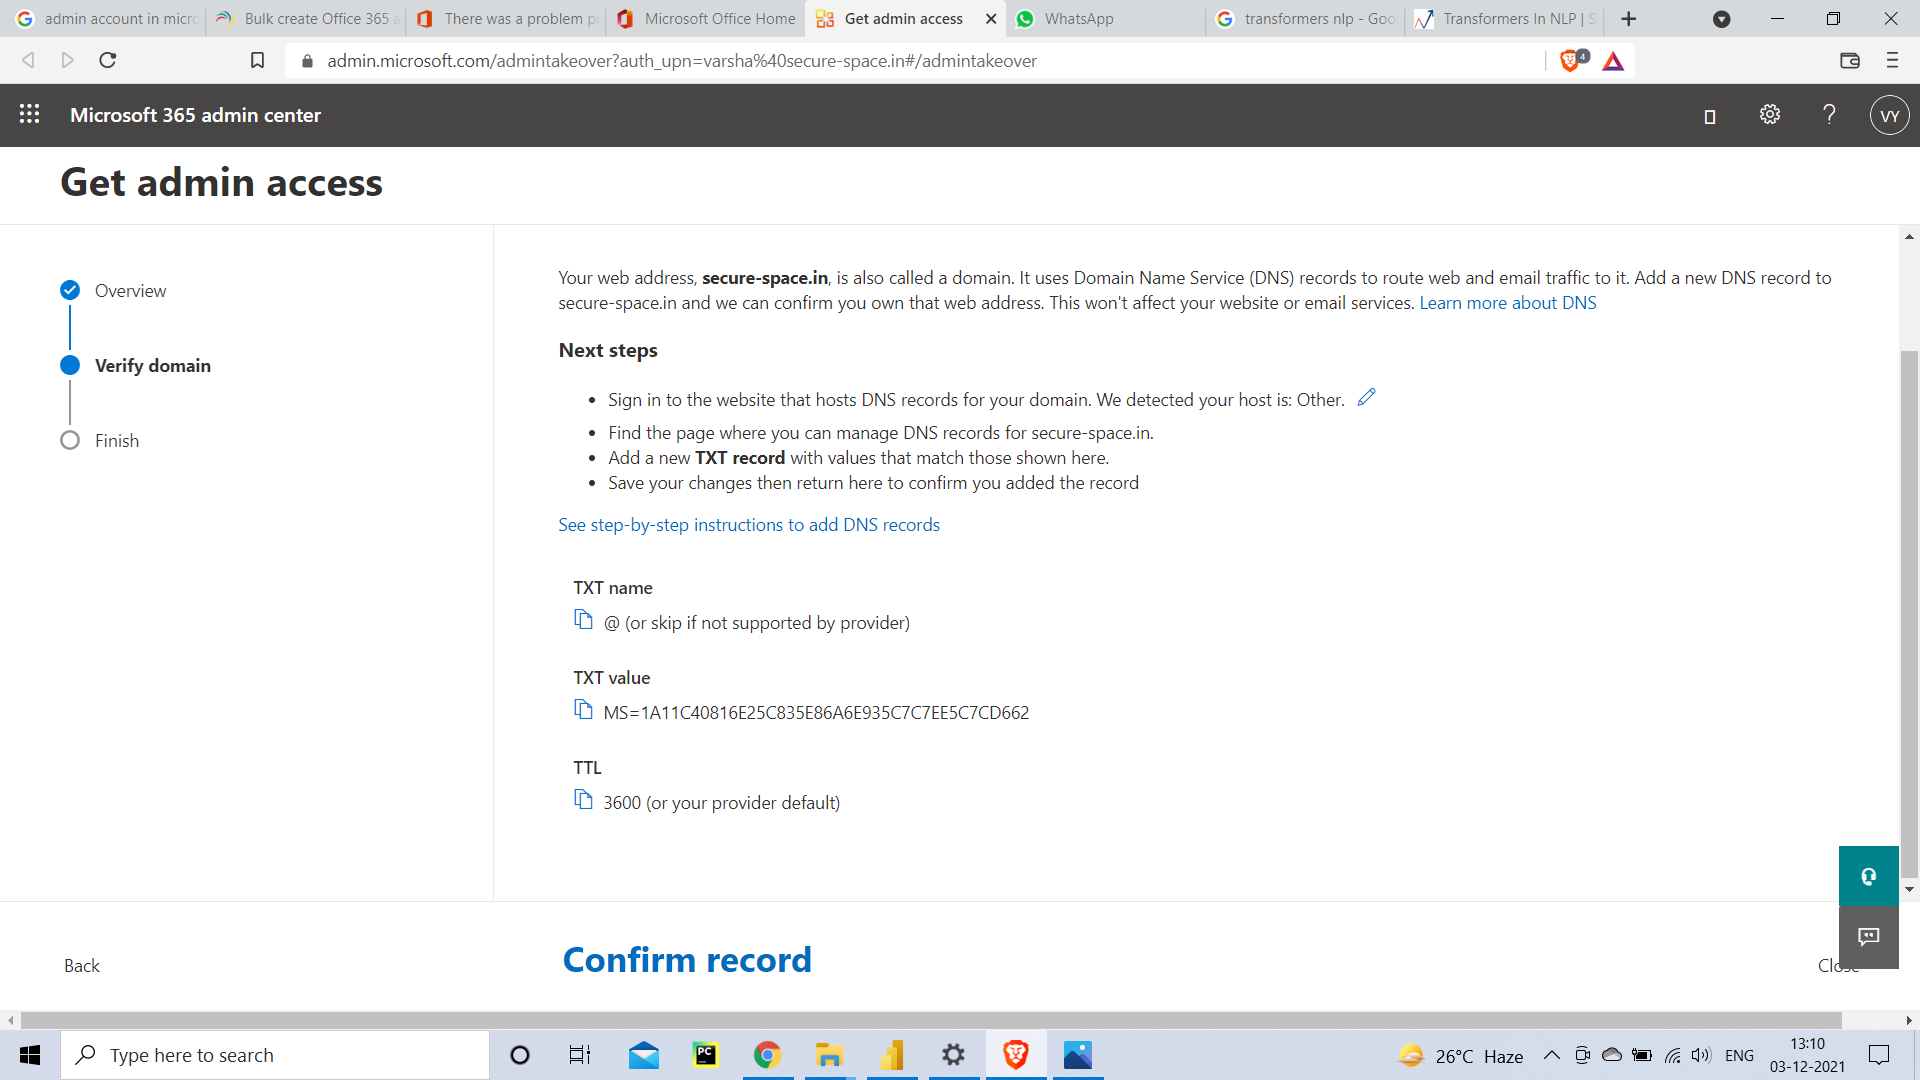 admin account in micro
Bulk create Office 365 a
There was a problem p
Microsoft Office Home
Get admin access
WhatsApp
transformers nlp - Goo
Transformers In NLP | S
admin.microsoft.com/admintakeover?auth_upn=varsha%40secure-space.in#/admintakeover
4
Microsoft 365 admin center
VY
Get admin access
Overview
Verify domain
Finish
Your web address, secure-space.in, is also called a domain. It uses Domain Name Service (DNS) records to route web and email traffic to it. Add a new DNS record to
secure-space.in and we can confirm you own that web address. This won't affect your website or email services. Learn more about DNS
Next steps
• Sign in to the website that hosts DNS records for your domain. We detected your host is: Other.
• Find the page where you can manage DNS records for secure-space.in.
• Add a new TXT record with values that match those shown here.
• Save your changes then return here to confirm you added the record
See step-by-step instructions to add DNS records
TXT name
@ (or skip if not supported by provider)
TXT value
MS=1A11C40816E25C835E86A6E935C7C7EE5C7CD662
TTL
3600 (or your provider default)
Back
Confirm record
Close
Type here to search
PC
26°C Haze
ENG
13:10
03-12-2021